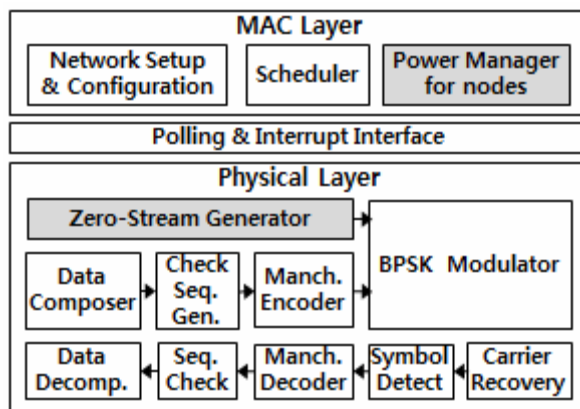 MAC Layer
Network Setup
& Configuration
Scheduler
Power Manager
for nodes
Polling & Interrupt Interface
Physical Layer
Zero-Stream Generator
BPSK Modulator
Data
Composer
Check
Seq.
Gen.
Manch.
Encoder
Data
Decomp.
Seq.
Check
Manch.
Decoder
Symbol
Detect
Carrier
Recovery